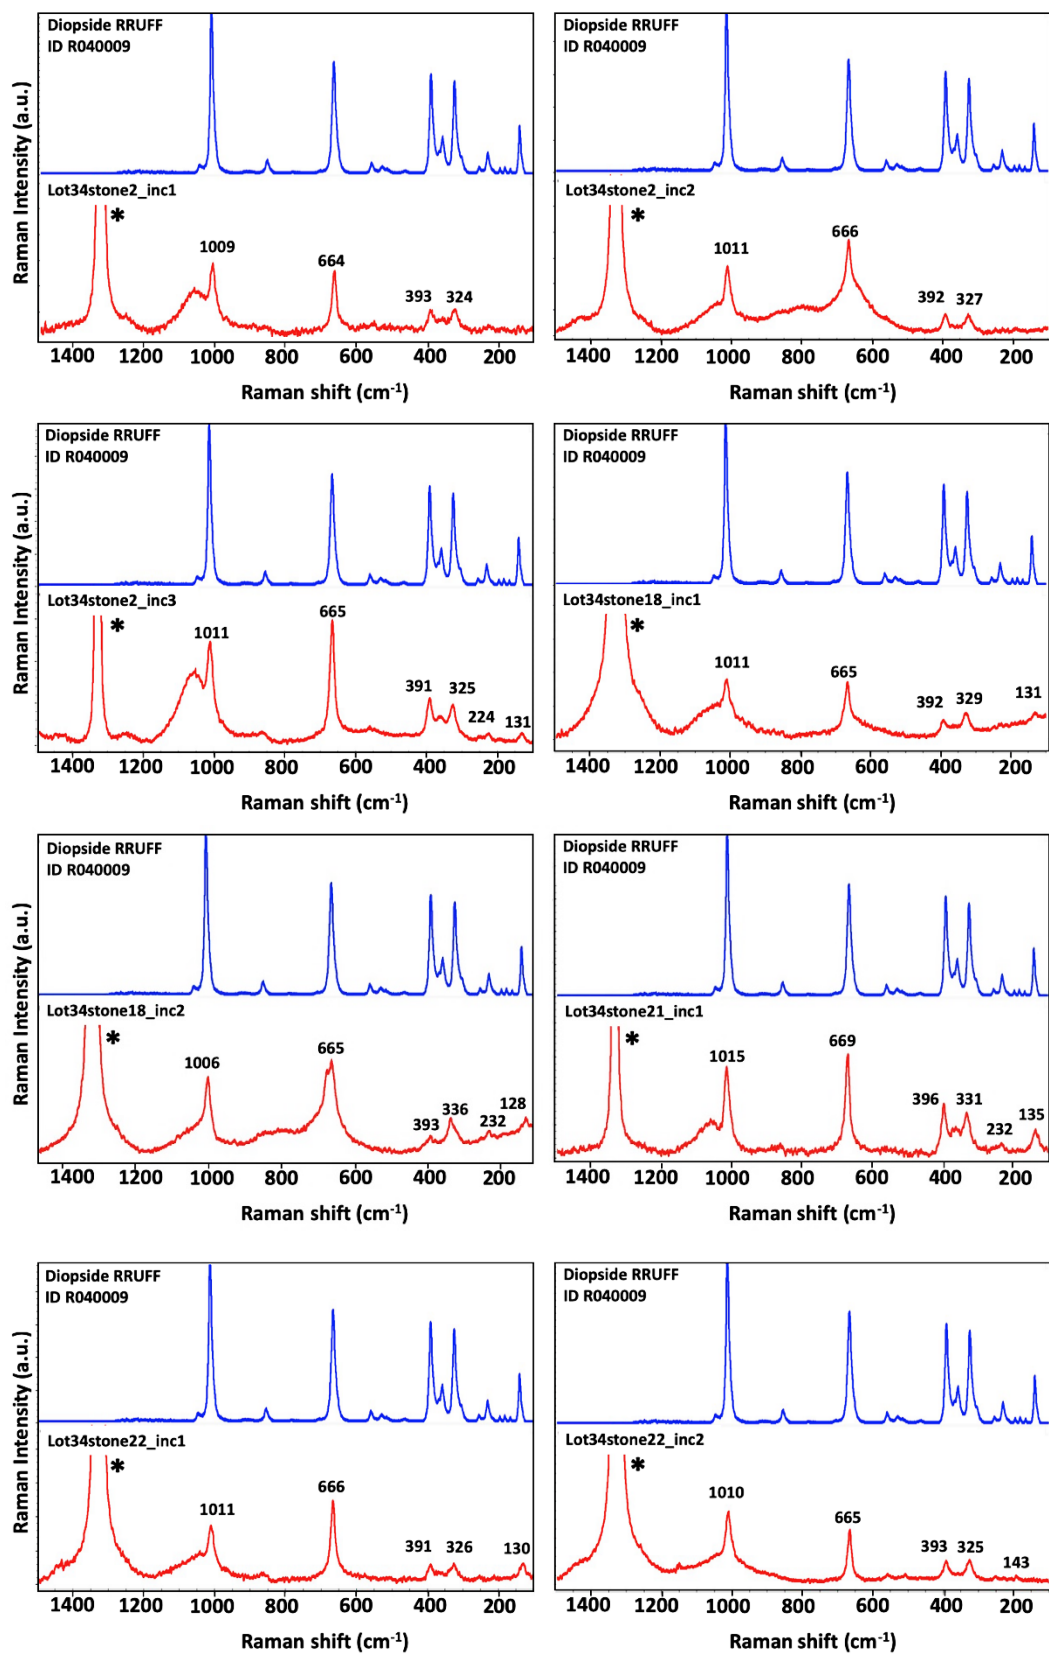 Diopside RRUFF
ID R040009
Lot34stone2_inc1
*
1009
664
393
324
Raman Intensity (a.u.)
1400 1200 1000 800 600 400 200
Raman shift (cm⁻¹)
Diopside RRUFF
ID R040009
Lot34stone2_inc2
*
1011
666
392
327
1400 1200 1000 800 600 400 200
Raman shift (cm⁻¹)
Diopside RRUFF
ID R040009
Lot34stone2_inc3
*
1011
665
391
325
224
131
Raman Intensity (a.u.)
1400 1200 1000 800 600 400 200
Raman shift (cm⁻¹)
Diopside RRUFF
ID R040009
Lot34stone18_inc1
*
1011
665
392
329
131
1400 1200 1000 800 600 400 200
Raman shift (cm⁻¹)
Diopside RRUFF
ID R040009
Lot34stone18_inc2
*
1006
665
393
336
232
128
Raman Intensity (a.u.)
1400 1200 1000 800 600 400 200
Raman shift (cm⁻¹)
Diopside RRUFF
ID R040009
Lot34stone21_inc1
*
1015
669
396
331
232
135
1400 1200 1000 800 600 400 200
Raman shift (cm⁻¹)
Diopside RRUFF
ID R040009
Lot34stone22_inc1
*
1011
666
391
326
130
Raman Intensity (a.u.)
1400 1200 1000 800 600 400 200
Raman shift (cm⁻¹)
Diopside RRUFF
ID R040009
Lot34stone22_inc2
*
1010
665
393
325
143
1400 1200 1000 800 600 400 200
Raman shift (cm⁻¹)